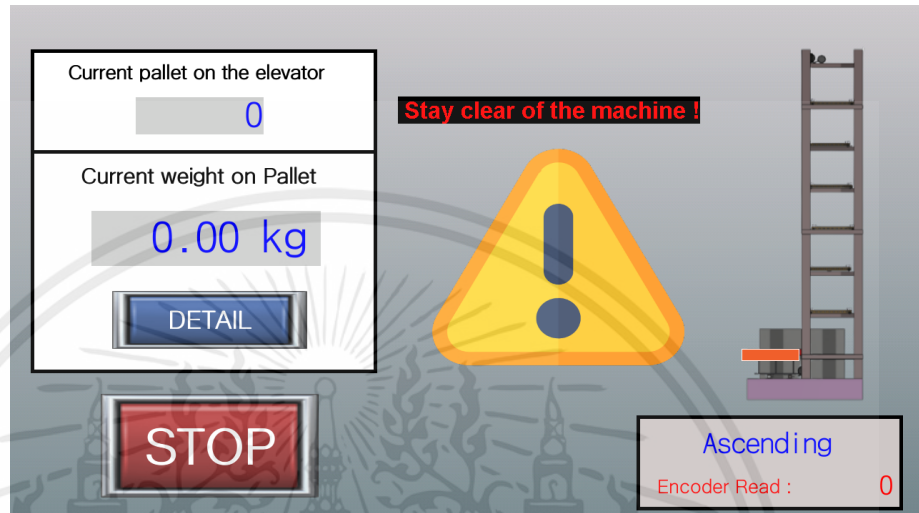 Current pallet on the elevator
0
Current weight on Pallet
0.00 kg
DETAIL
STOP
Stay clear of the machine !
Ascending
Encoder Read : 0